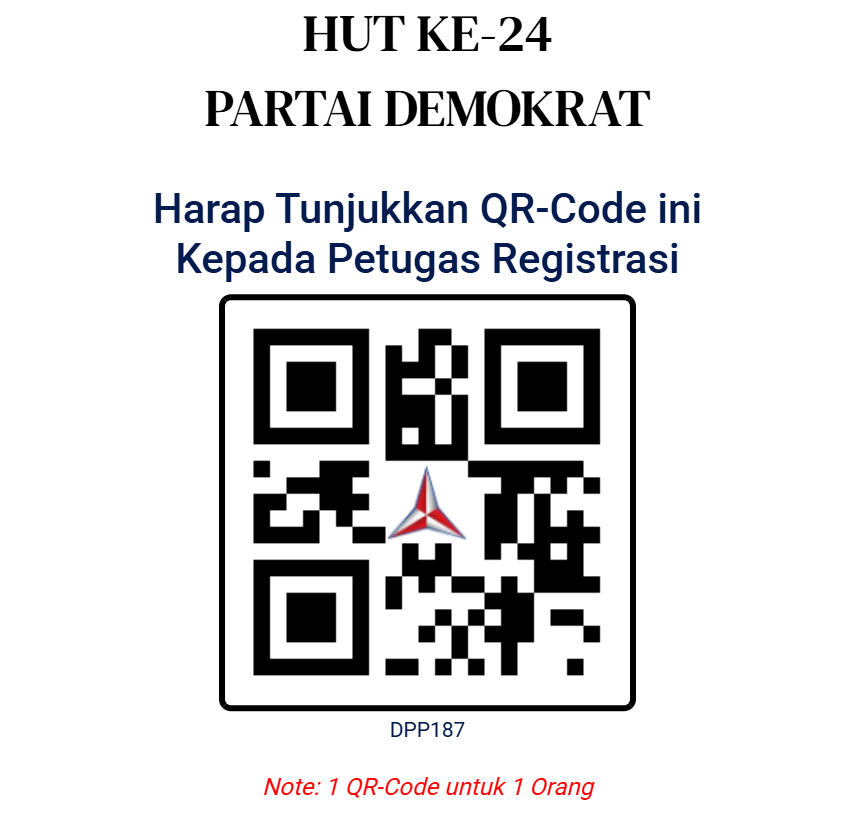 HUT KE-24
PARTAI DEMOKRAT
Harap Tunjukkan QR-Code ini
Kepada Petugas Registrasi
DPP187
Note: 1 QR-Code untuk 1 Orang